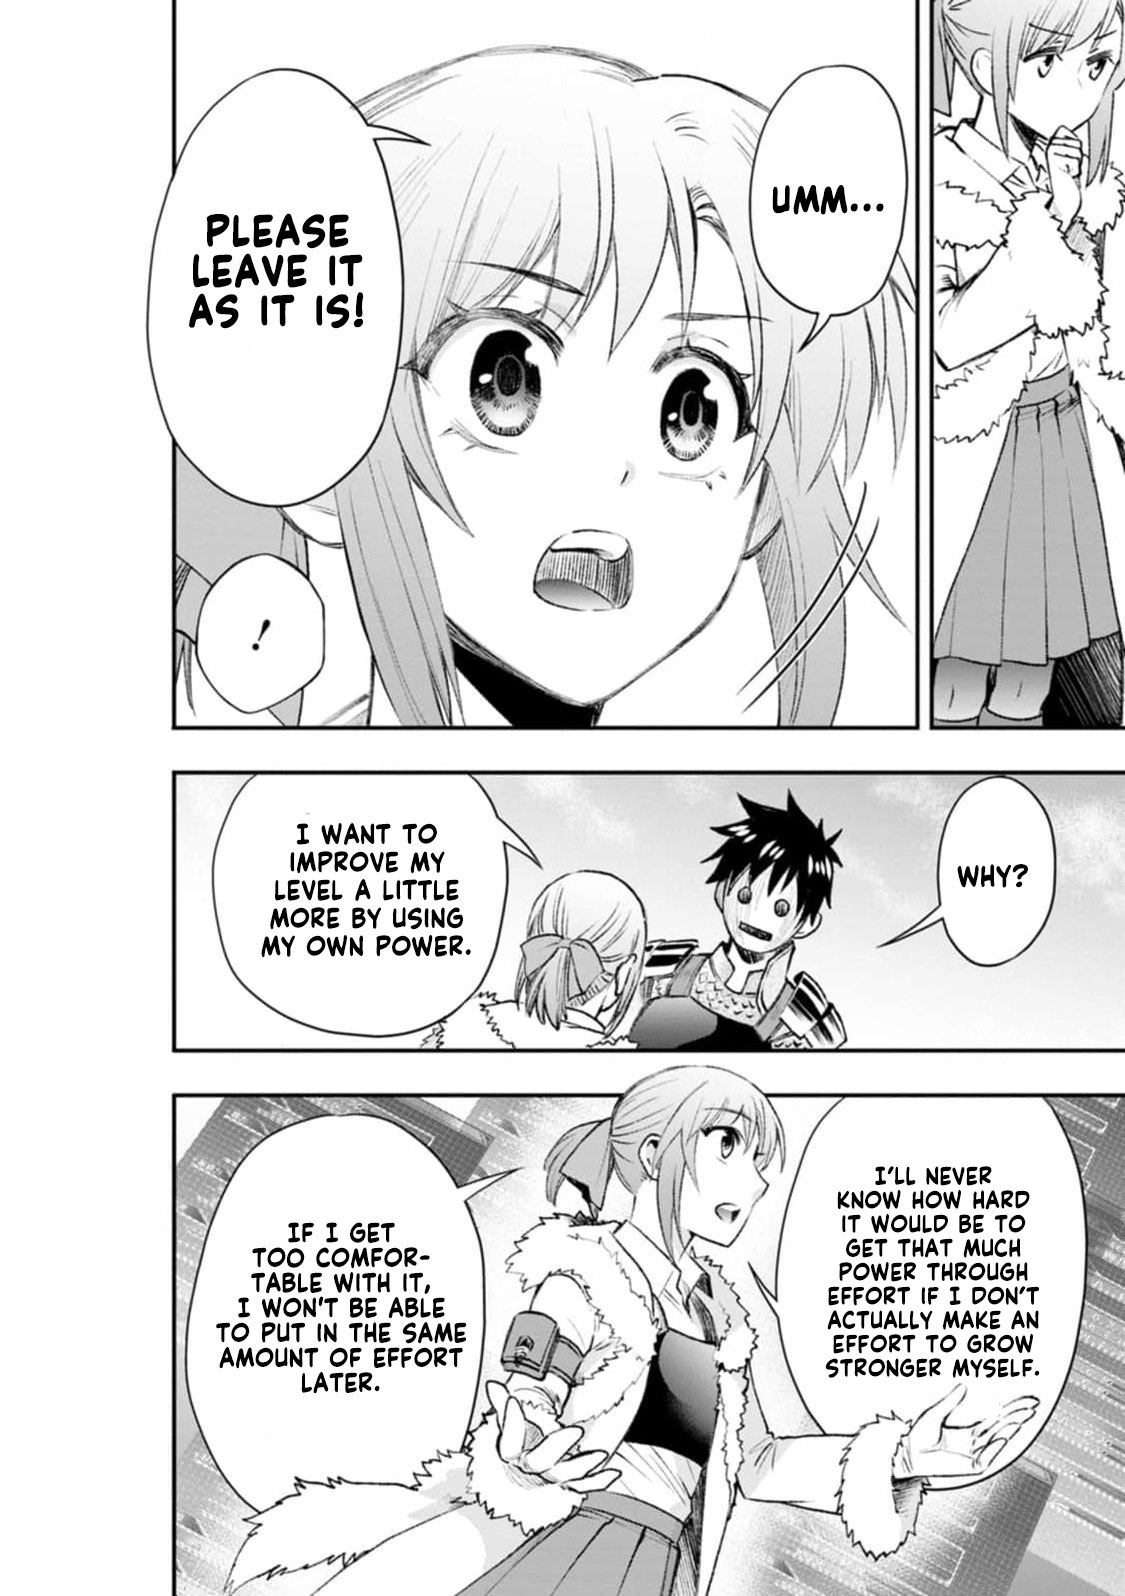 UMM...
PLEASE
LEAVE IT
AS IT IS!
!
WHY?
I WANT TO
IMPROVE MY
LEVEL A LITTLE
MORE BY USING
MY OWN POWER.
I'LL NEVER
KNOW HOW HARD
IT WOULD BE TO
GET THAT MUCH
POWER THROUGH
EFFORT IF I DON'T
ACTUALLY MAKE AN
EFFORT TO GROW
STRONGER MYSELF.
IF I GET
TOO COMFOR-
TABLE WITH IT,
I WON'T BE ABLE
TO PUT IN THE SAME
AMOUNT OF EFFORT
LATER.